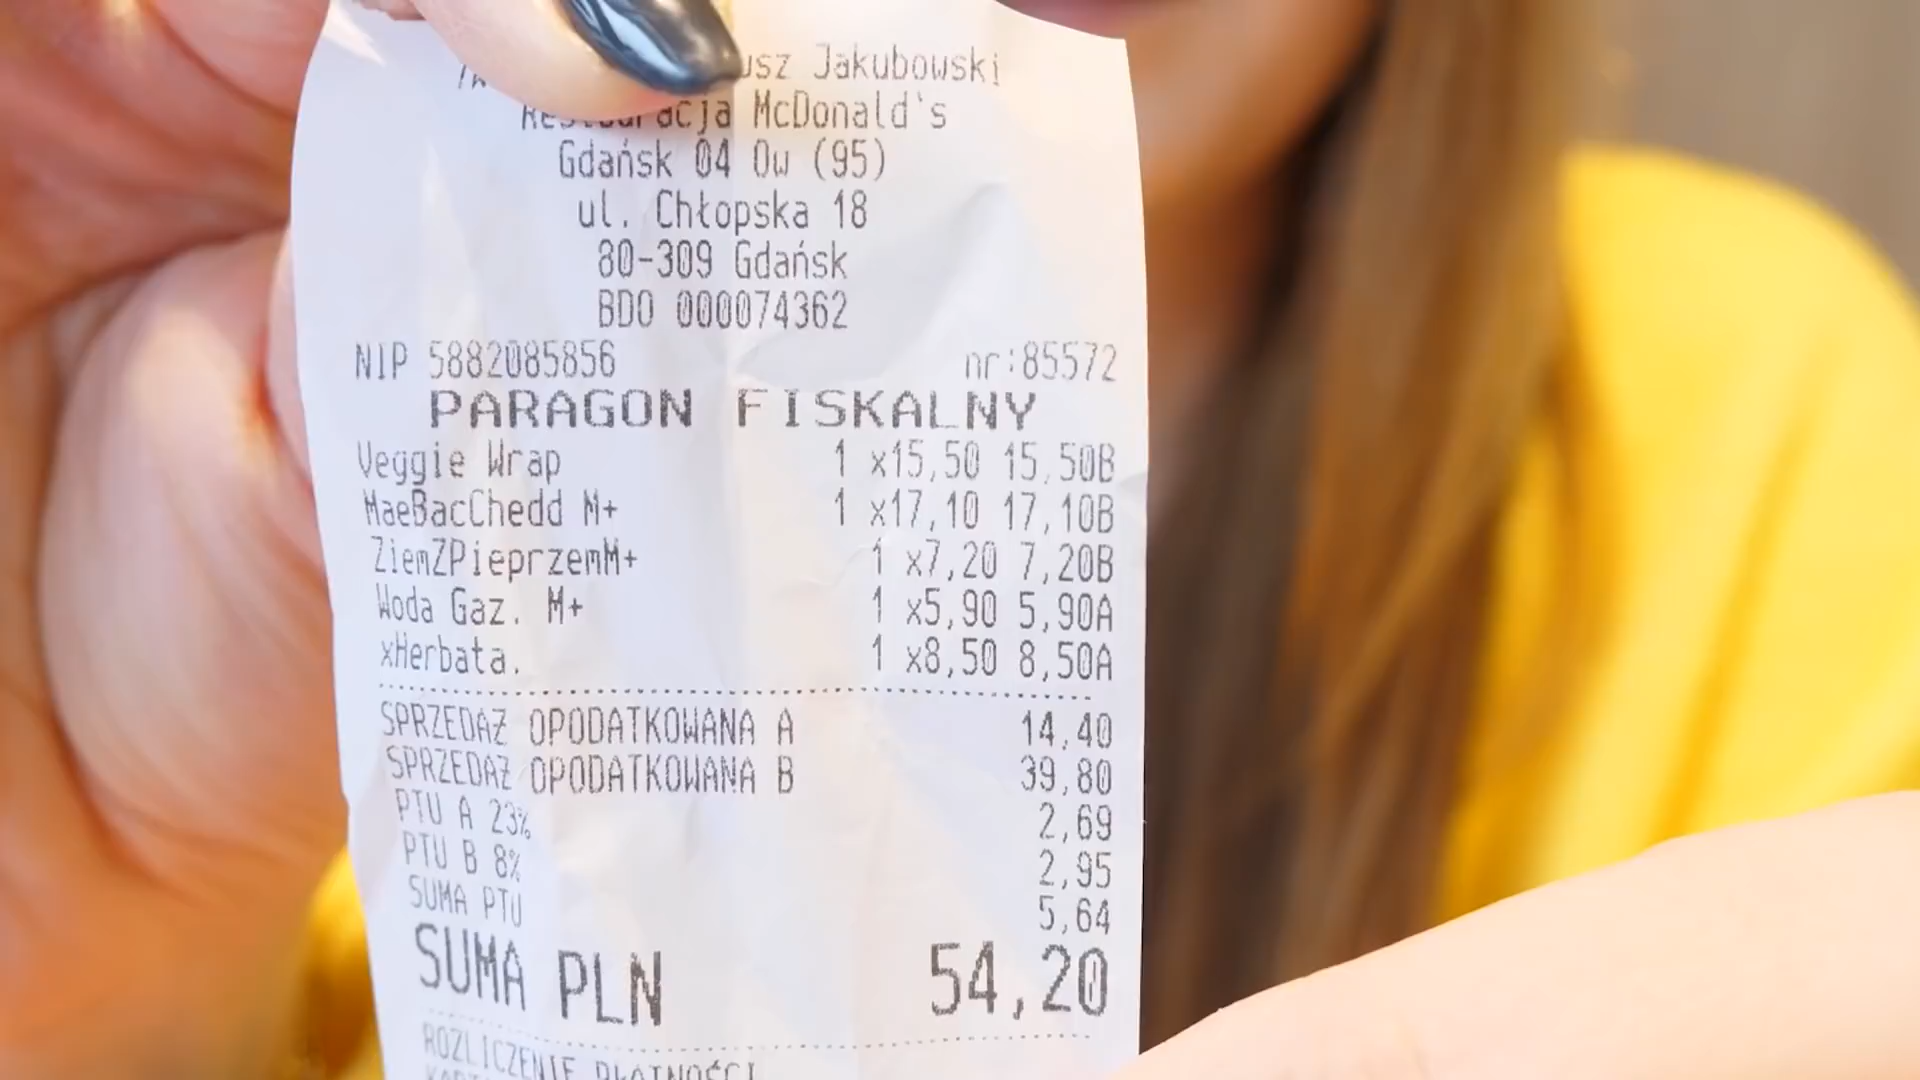 Jakubowski
McDonald's
Gdańsk 04 Ow (95)
ul. Chłopska 18
80-309 Gdańsk
BDO 000074362
NIP 5882085856 nr:85572
PARAGON FISKALNY
Veggie Wrap 1 x15,50 15,50B
MaeBacChedd M+ 1 x17,10 17,10B
ZiemZPieprzemM+ 1 x7,20 7,20B
Woda Gaz. M+ 1 x5,90 5,90A
xHerbata. 1 x8,50 8,50A
SPRZEDAŻ OPODATKOWANA A 14,40
SPRZEDAŻ OPODATKOWANA B 39,80
PTU A 23% 2,69
PTU B 8% 2,95
SUMA PTU 5,64
SUMA PLN 54,20
ROZLICZENIE PŁATNOŚCI